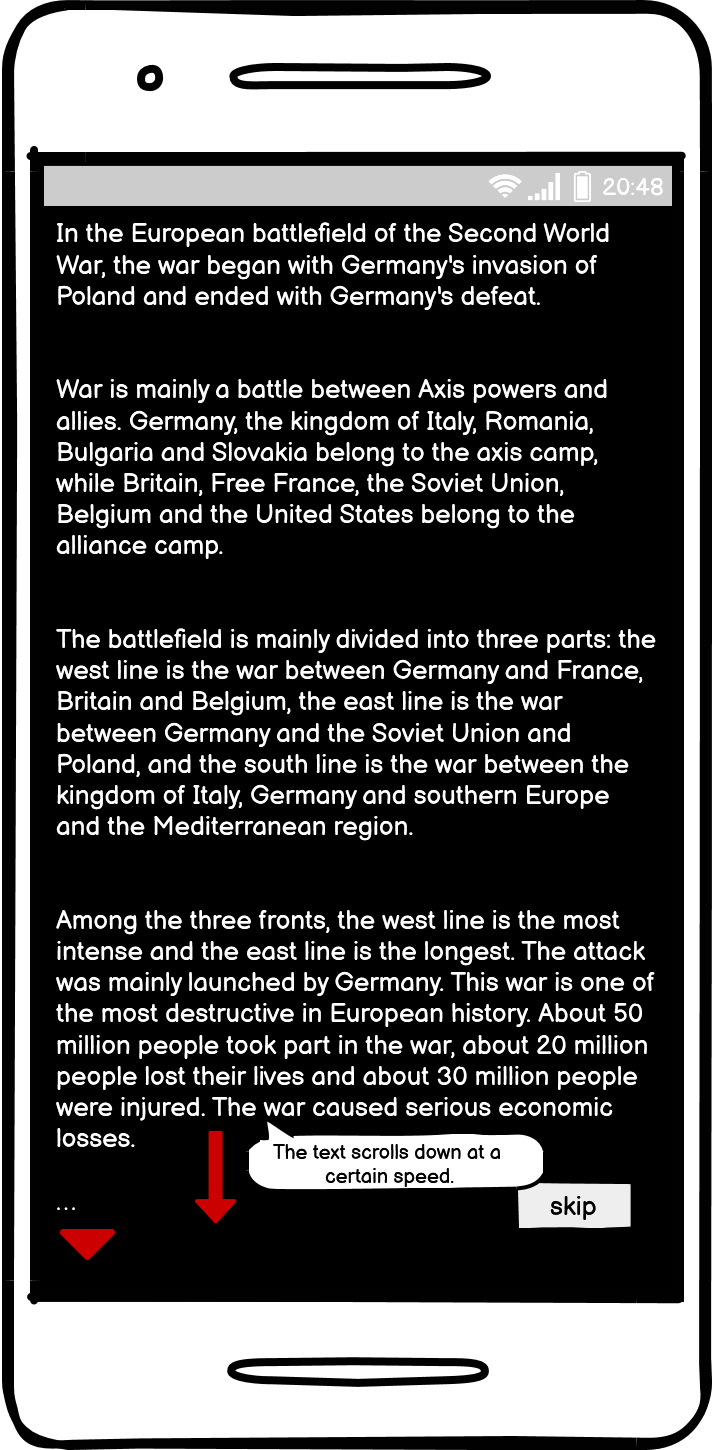 20:48
In the European battlefield of the Second World
War, the war began with Germany's invasion of
Poland and ended with Germany's defeat.
War is mainly a battle between Axis powers and
allies. Germany, the kingdom of Italy, Romania,
Bulgaria and Slovakia belong to the axis camp,
while Britain, Free France, the Soviet Union,
Belgium and the United States belong to the
alliance camp.
The battlefield is mainly divided into three parts: the
west line is the war between Germany and France,
Britain and Belgium, the east line is the war
between Germany and the Soviet Union and
Poland, and the south line is the war between the
kingdom of Italy, Germany and southern Europe
and the Mediterranean region.
Among the three fronts, the west line is the most
intense and the east line is the longest. The attack
was mainly launched by Germany. This war is one of
the most destructive in European history. About 50
million people took part in the war, about 20 million
people lost their lives and about 30 million people
were injured. The war caused serious economic
losses.
The text scrolls down at a
certain speed.
...
skip